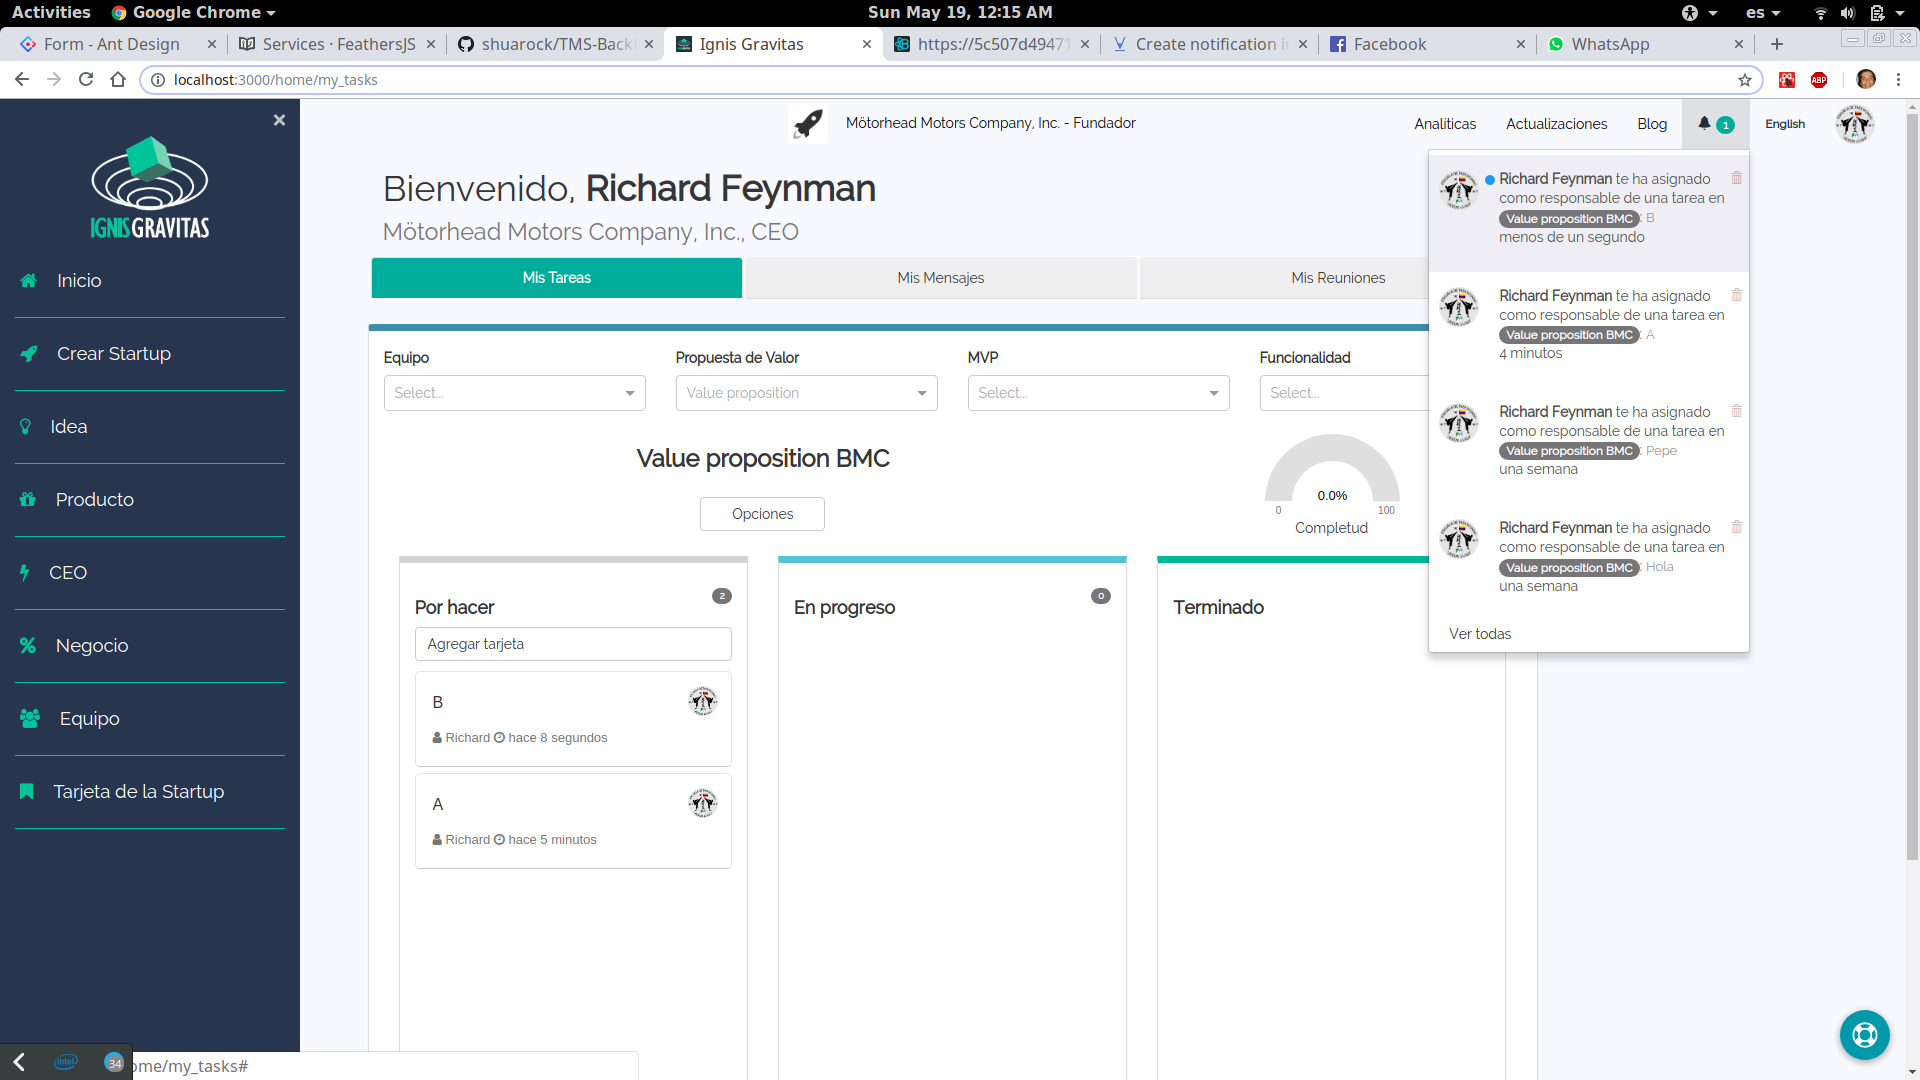 Activities
Google Chrome
Sun May 19, 12:15 AM
es
Form - Ant Design
Services · FeathersJS
shuarock/TMS-Back
Ignis Gravitas
https://5c507d49471
Create notification i
Facebook
WhatsApp
localhost:3000/home/my_tasks
ABP
IGNISGRAVITAS
Inicio
Crear Startup
Idea
Producto
CEO
Negocio
Equipo
Tarjeta de la Startup
Mötorhead Motors Company, Inc. - Fundador
Analíticas
Actualizaciones
Blog
1
English
Bienvenido, Richard Feynman
Mötorhead Motors Company, Inc., CEO
Mis Tareas
Mis Mensajes
Mis Reuniones
Equipo
Propuesta de Valor
MVP
Funcionalidad
Select...
Value proposition
Select...
Select...
Value proposition BMC
Opciones
0.0%
0
100
Completud
Por hacer
2
Agregar tarjeta
B
Richard hace 8 segundos
A
Richard hace 5 minutos
En progreso
0
Terminado
Richard Feynman te ha asignado
como responsable de una tarea en
Value proposition BMC: B
menos de un segundo
Richard Feynman te ha asignado
como responsable de una tarea en
Value proposition BMC: A
4 minutos
Richard Feynman te ha asignado
como responsable de una tarea en
Value proposition BMC: Pepe
una semana
Richard Feynman te ha asignado
como responsable de una tarea en
Value proposition BMC: Hola
una semana
Ver todas
intel
34
ome/my_tasks#